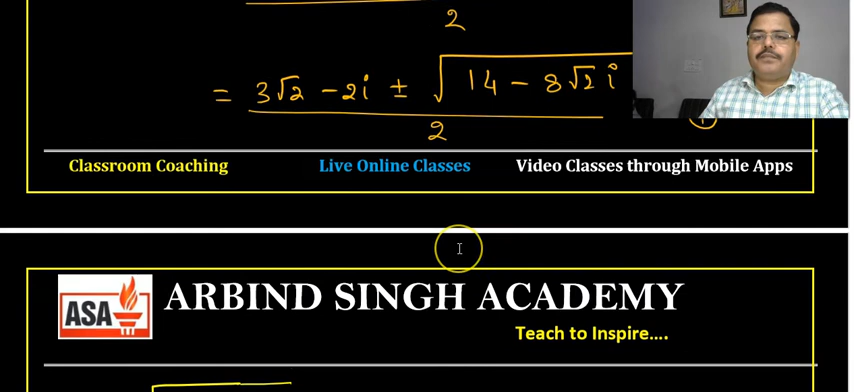 2
= 3√2 - 2i ± √14 - 8√2 i
2
Classroom Coaching Live Online Classes Video Classes through Mobile Apps
ASA ARBIND SINGH ACADEMY
Teach to Inspire....